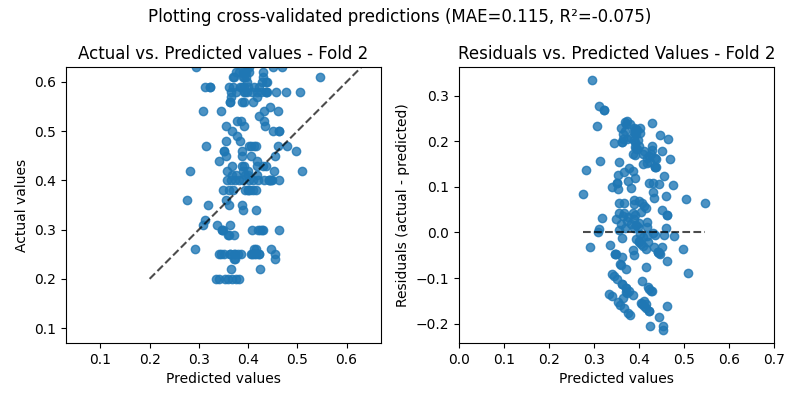 Plotting cross-validated predictions (MAE=0.115, R²=-0.075)
Actual vs. Predicted values - Fold 2
Actual values
0.6
0.5
0.4
0.3
0.2
0.1
0.1 0.2 0.3 0.4 0.5 0.6
Predicted values
Residuals vs. Predicted Values - Fold 2
Residuals (actual - predicted)
0.3
0.2
0.1
0.0
−0.1
−0.2
0.0 0.1 0.2 0.3 0.4 0.5 0.6 0.7
Predicted values